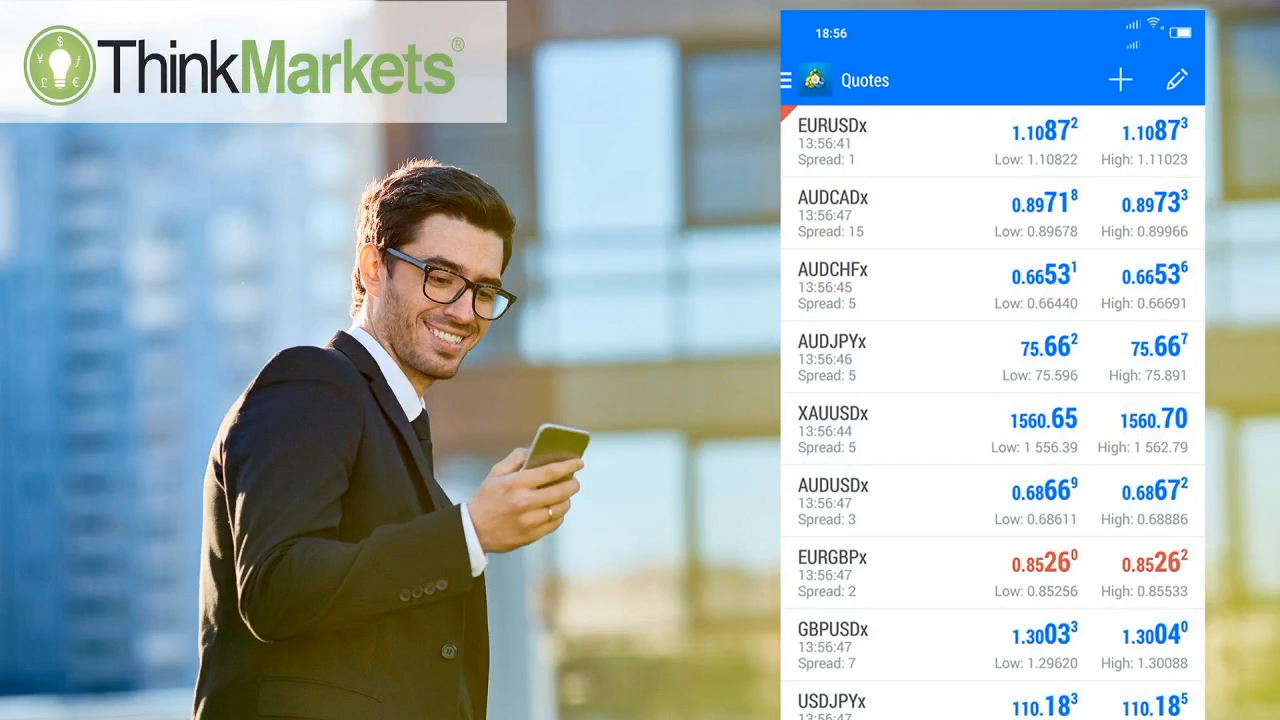 ThinkMarkets®
18:56
Quotes
EURUSDx
13:56:41
Spread: 1
1.10872
1.10873
Low: 1.10822
High: 1.11023
AUDCADx
13:56:47
Spread: 15
0.89718
0.89733
Low: 0.89678
High: 0.89966
AUDCHFx
13:56:45
Spread: 5
0.66531
0.66536
Low: 0.66440
High: 0.66691
AUDJPYx
13:56:46
Spread: 5
75.662
75.667
Low: 75.596
High: 75.891
XAUUSDx
13:56:44
Spread: 5
1560.65
1560.70
Low: 1 556.39
High: 1 562.79
AUDUSDx
13:56:47
Spread: 3
0.68669
0.68672
Low: 0.68611
High: 0.68886
EURGBPx
13:56:47
Spread: 2
0.85260
0.85262
Low: 0.85256
High: 0.85533
GBPUSDx
13:56:47
Spread: 7
1.30033
1.30040
Low: 1.29620
High: 1.30088
USDJPYx
13:56:47
110.183
110.185